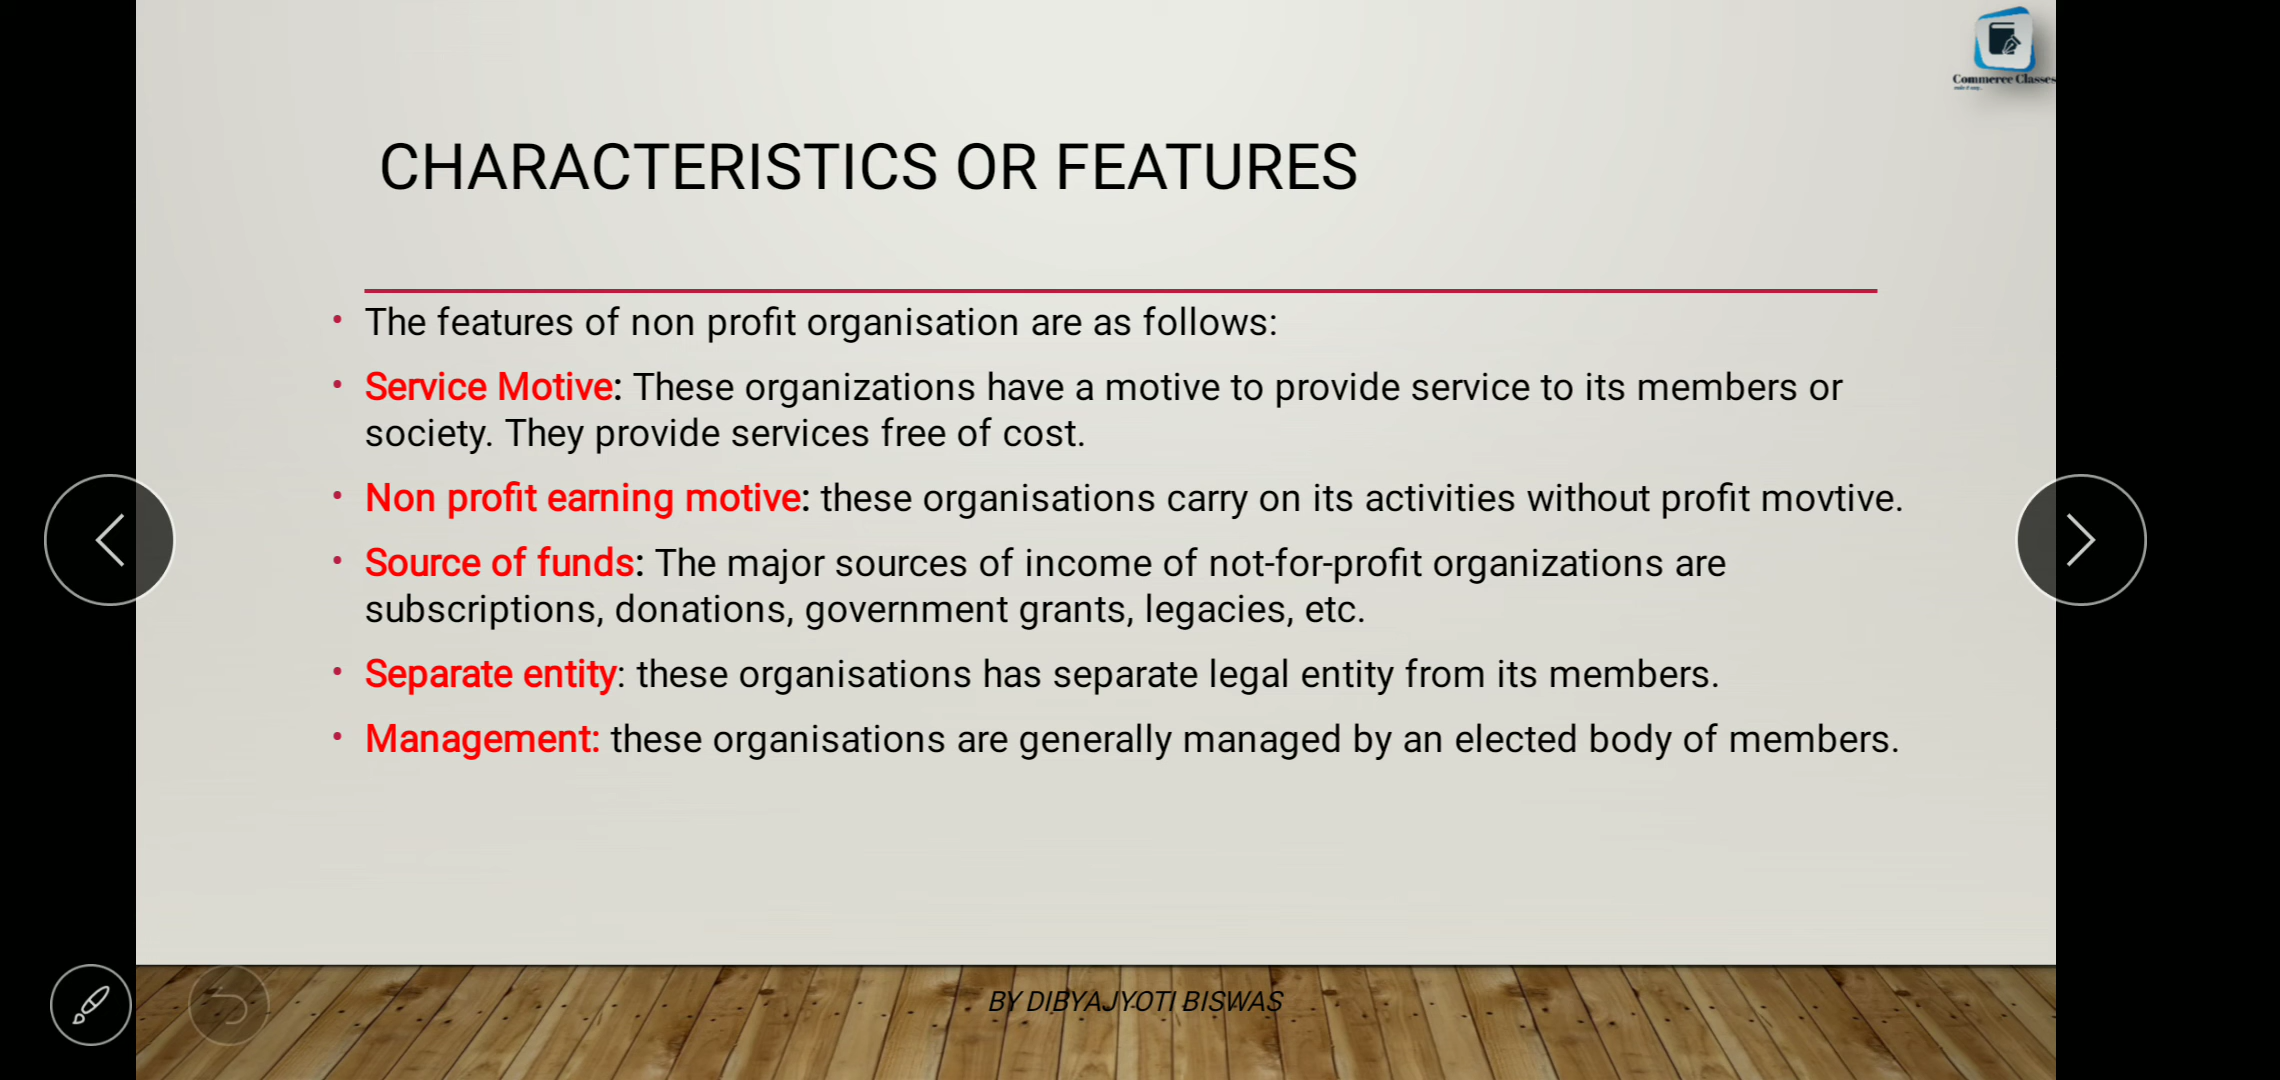 Commerce Classes
CHARACTERISTICS OR FEATURES
• The features of non profit organisation are as follows:
• Service Motive: These organizations have a motive to provide service to its members or
society. They provide services free of cost.
• Non profit earning motive: these organisations carry on its activities without profit movtive.
• Source of funds: The major sources of income of not-for-profit organizations are
subscriptions, donations, government grants, legacies, etc.
• Separate entity: these organisations has separate legal entity from its members.
• Management: these organisations are generally managed by an elected body of members.
BY DIBYAJYOTI BISWAS